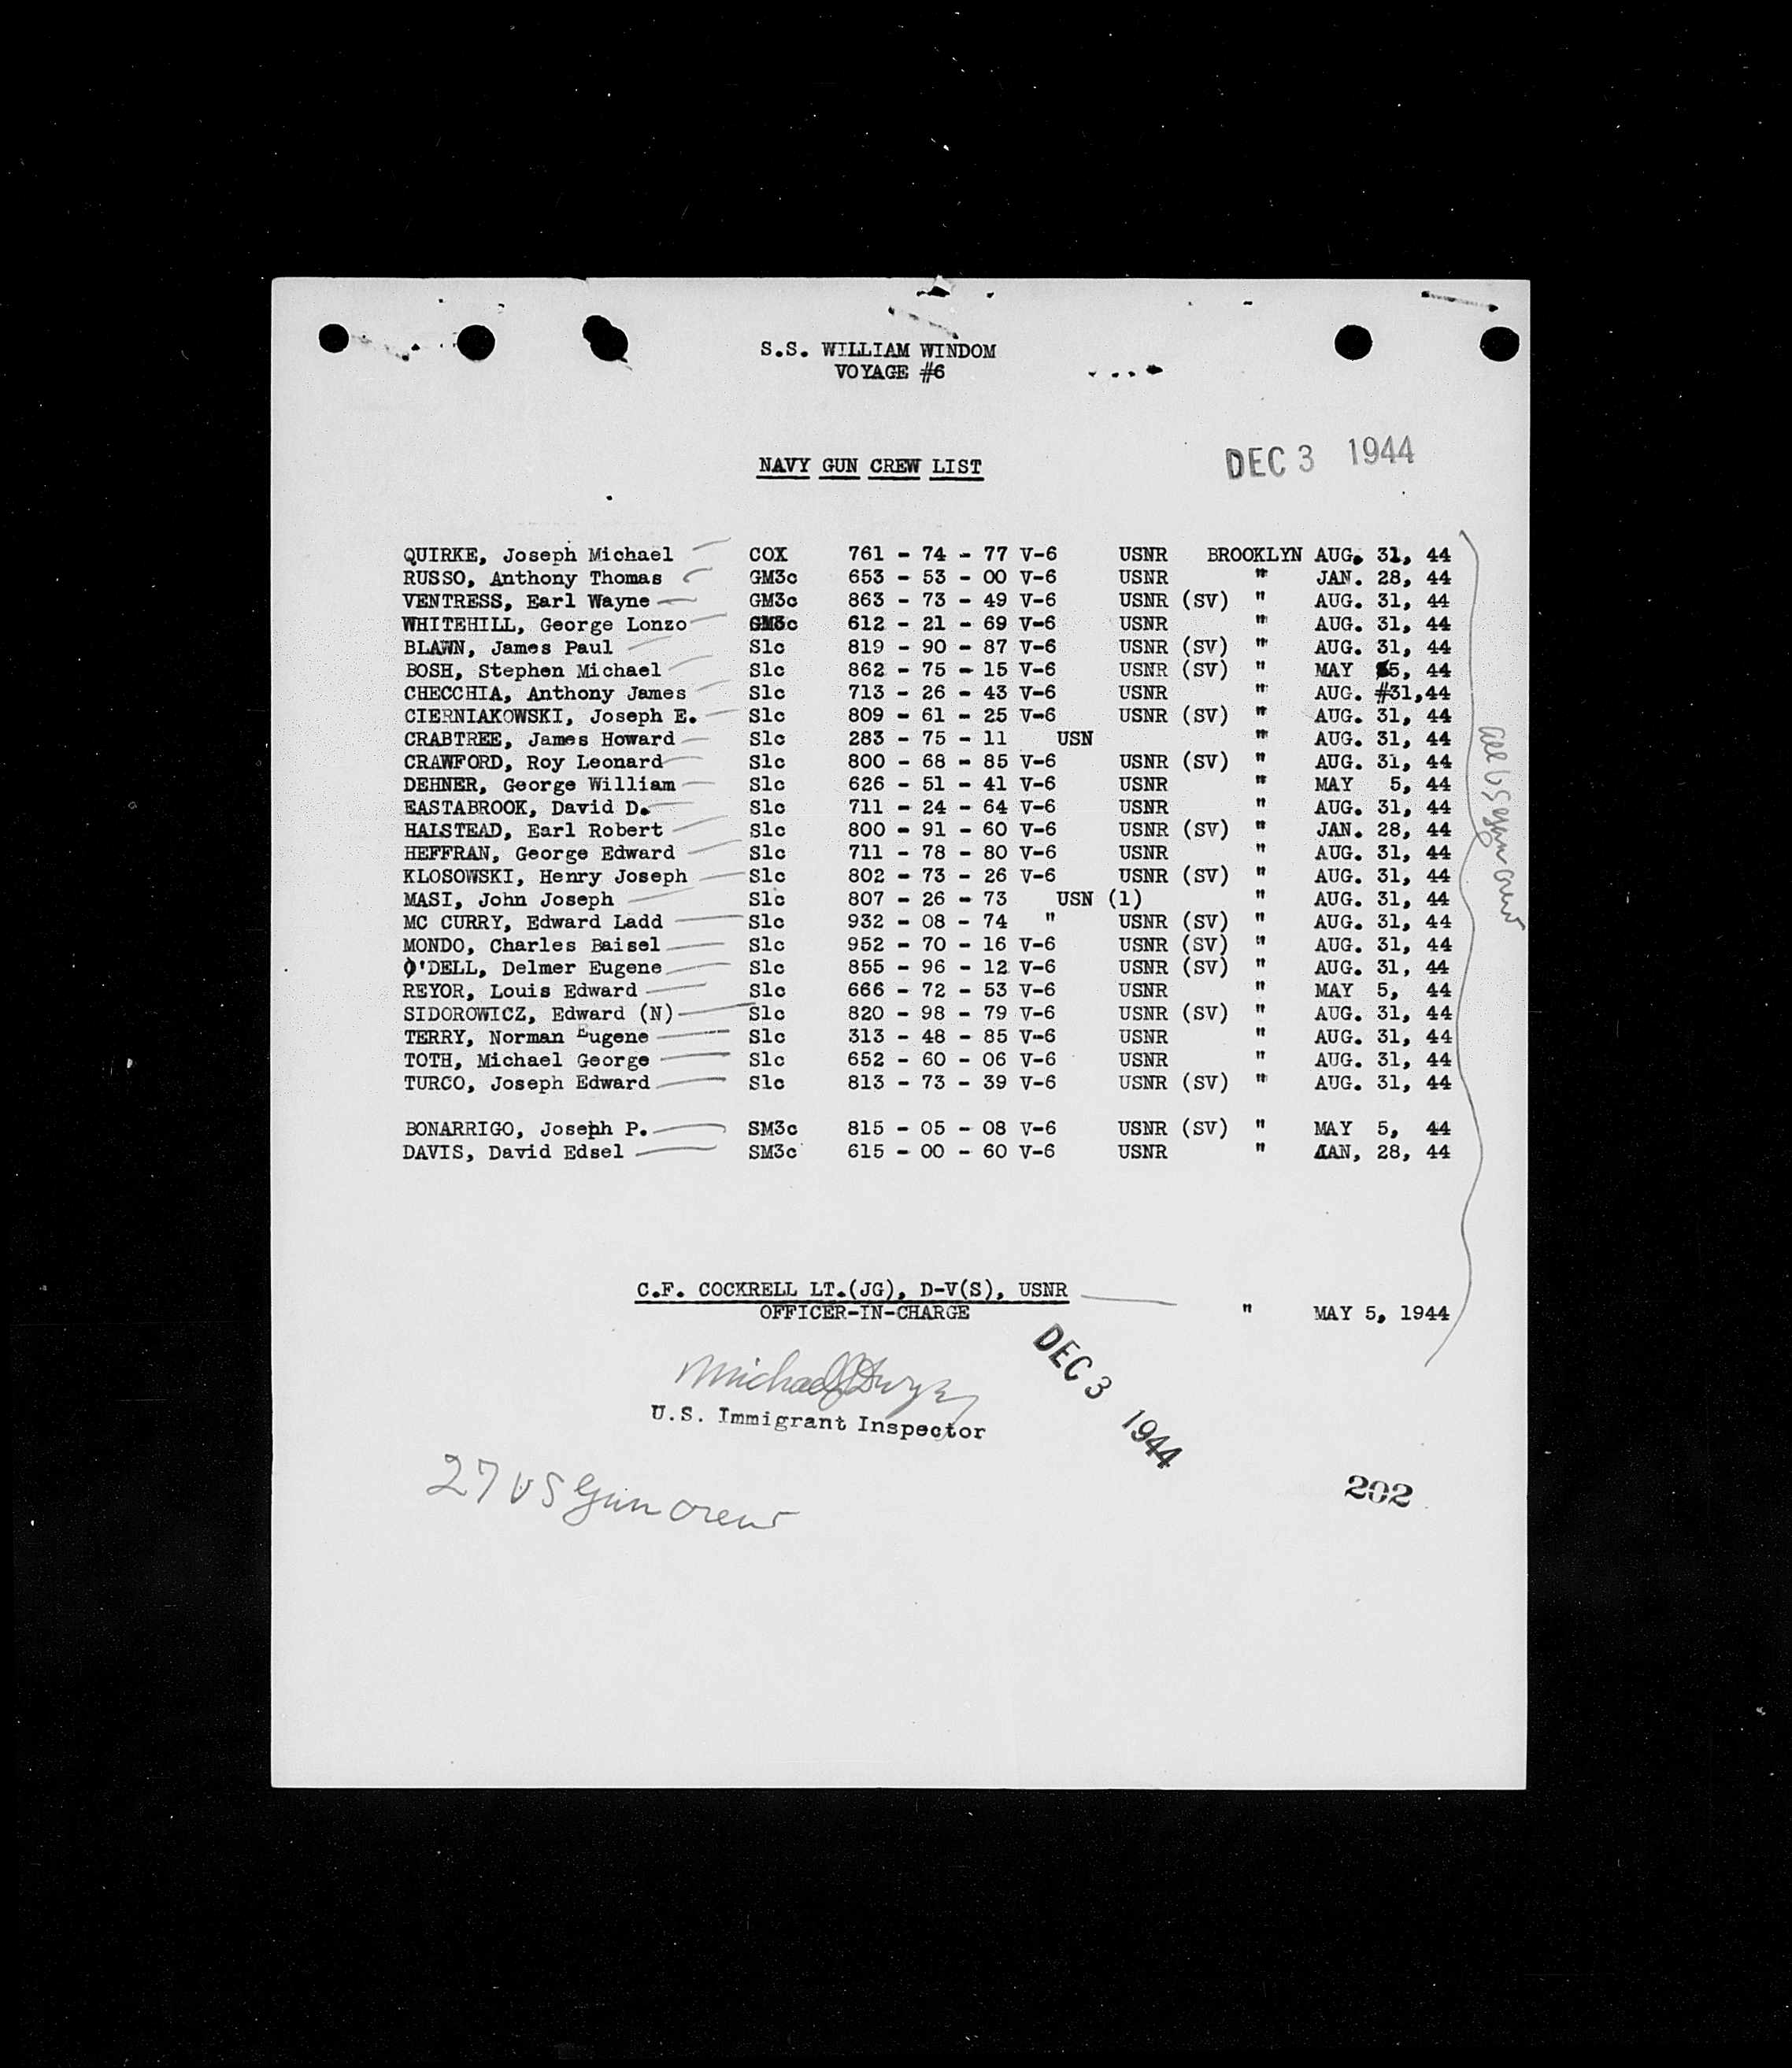 S.S. WILLIAM WINDOM
VOYAGE #6
NAVY GUN CREW LIST
DEC 3 1944
QUIRKE, Joseph Michael COX 761 - 74 - 77 V-6 USNR BROOKLYN AUG. 31, 44
RUSSO, Anthony Thomas GM3c 653 - 53 - 00 V-6 USNR " JAN. 28, 44
VENTRESS, Earl Wayne GM3c 863 - 73 - 49 V-6 USNR (SV) " AUG. 31, 44
WHITEHILL, George Lonzo GM3c 612 - 21 - 69 V-6 USNR " AUG. 31, 44
BLAWN, James Paul S1c 819 - 90 - 87 V-6 USNR (SV) " AUG. 31, 44
BOSH, Stephen Michael S1c 862 - 75 - 15 V-6 USNR (SV) " MAY 5, 44
CHECCHIA, Anthony James S1c 713 - 26 - 43 V-6 USNR " AUG. #31,44
CIERNIAKOWSKI, Joseph E. S1c 809 - 61 - 25 V-6 USNR (SV) " AUG. 31, 44
CRABTREE, James Howard S1c 283 - 75 - 11 USN " AUG. 31, 44
CRAWFORD, Roy Leonard S1c 800 - 68 - 85 V-6 USNR (SV) " AUG. 31, 44
DEHNER, George William S1c 626 - 51 - 41 V-6 USNR " MAY 5, 44
EASTABROOK, David D. S1c 711 - 24 - 64 V-6 USNR " AUG. 31, 44
HALSTEAD, Earl Robert S1c 800 - 91 - 60 V-6 USNR (SV) " JAN. 28, 44
HEFFRAN, George Edward S1c 711 - 78 - 80 V-6 USNR " AUG. 31, 44
KLOSOWSKI, Henry Joseph S1c 802 - 73 - 26 V-6 USNR (SV) " AUG. 31, 44
MASI, John Joseph S1c 807 - 26 - 73 USN (1) " AUG. 31, 44
MC CURRY, Edward Ladd S1c 932 - 08 - 74 " USNR (SV) " AUG. 31, 44
MONDO, Charles Baisel S1c 952 - 70 - 16 V-6 USNR (SV) " AUG. 31, 44
O'DELL, Delmer Eugene S1c 855 - 96 - 12 V-6 USNR (SV) " AUG. 31, 44
REYOR, Louis Edward S1c 666 - 72 - 53 V-6 USNR " MAY 5, 44
SIDOROWICZ, Edward (N) S1c 820 - 98 - 79 V-6 USNR (SV) " AUG. 31, 44
TERRY, Norman Eugene S1c 313 - 48 - 85 V-6 USNR " AUG. 31, 44
TOTH, Michael George S1c 652 - 60 - 06 V-6 USNR " AUG. 31, 44
TURCO, Joseph Edward S1c 813 - 73 - 39 V-6 USNR (SV) " AUG. 31, 44
BONARRIGO, Joseph P. SM3c 815 - 05 - 08 V-6 USNR (SV) " MAY 5, 44
DAVIS, David Edsel SM3c 615 - 00 - 60 V-6 USNR " JAN, 28, 44
all US gun crew
C.F. COCKRELL LT.(JG), D-V(S), USNR
OFFICER-IN-CHARGE " MAY 5, 1944
Michael
U.S. Immigrant Inspector
DEC 3 1944
27 US gun crew
202